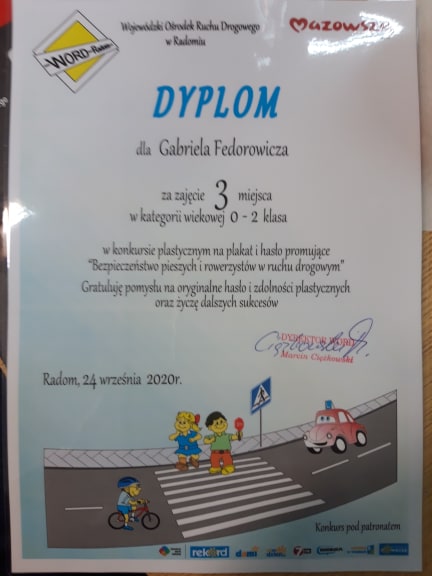 WORD-Radom
Wojewódzki Ośrodek Ruchu Drogowego
w Radomiu
Mazowsze
DYPLOM
dla Gabriela Fedorowicza
za zajęcie 3 miejsca
w kategorii wiekowej 0 - 2 klasa
w konkursie plastycznym na plakat i hasło promujące
"Bezpieczeństwo pieszych i rowerzystów w ruchu drogowym"
Gratuluję pomysłu na oryginalne hasło i zdolności plastycznych
oraz życzę dalszych sukcesów
DYREKTOR WORD
Marcin Ciężkowski
Radom, 24 września 2020r.
Konkurs pod patronatem
rekord
dami